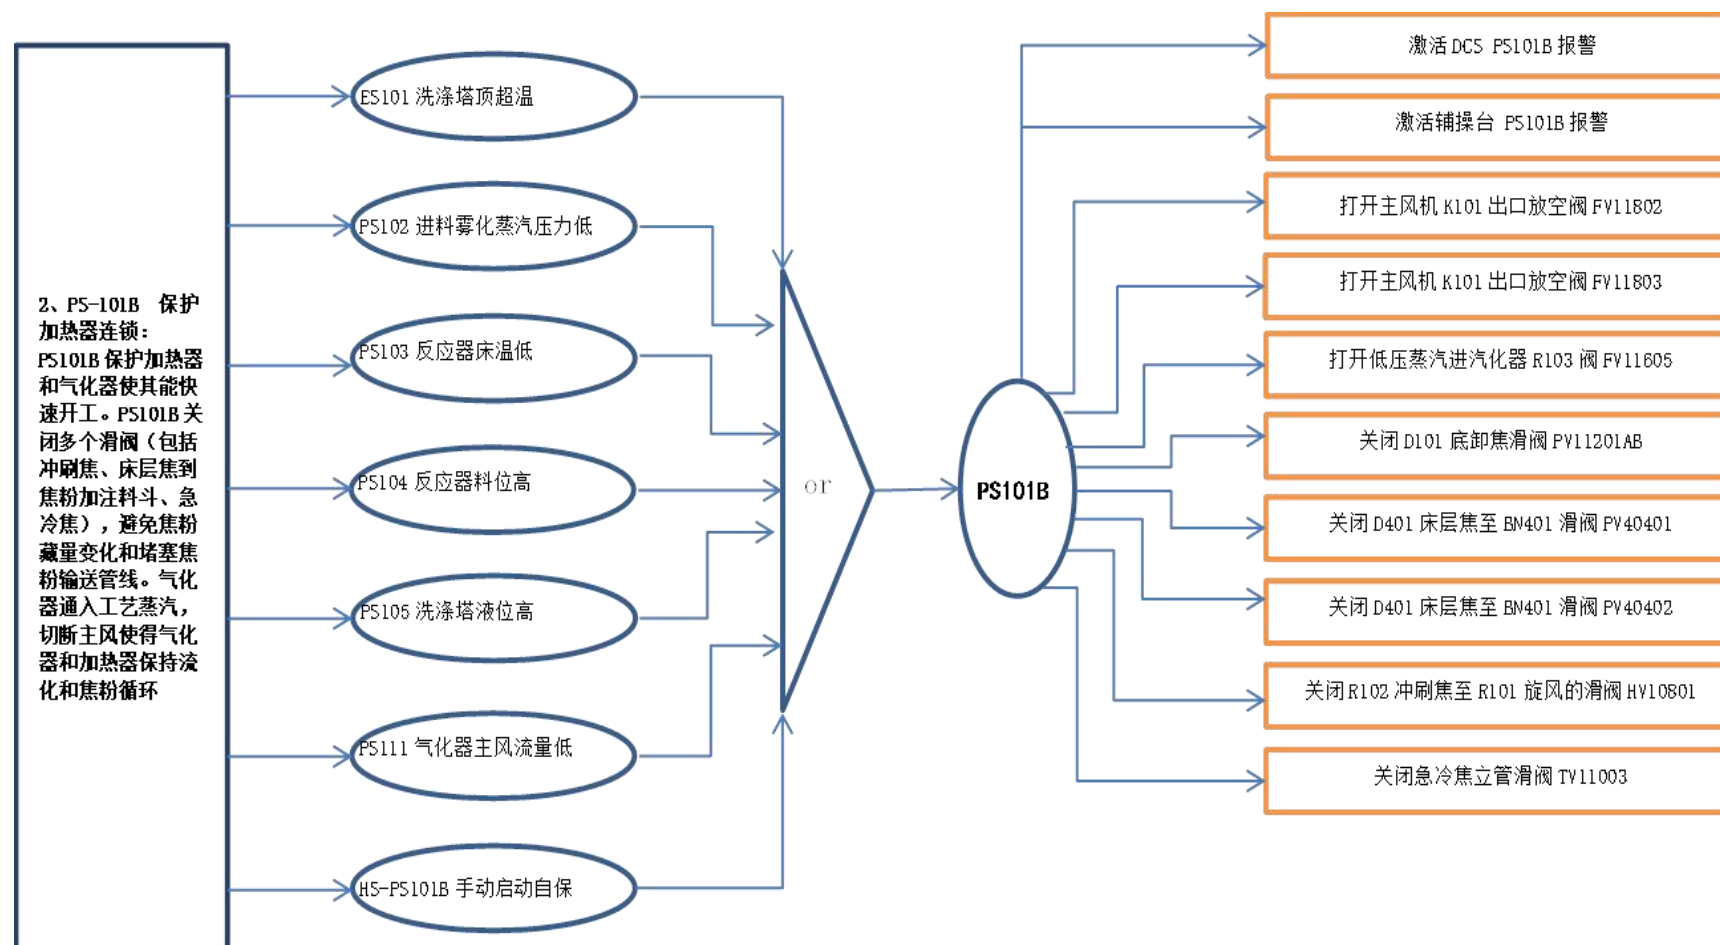 2、PS-101B 保护
加热器连锁：
PS101B 保护加热器
和气化器使其能快
速开工。PS101B 关
闭多个滑阀（包括
冲刷焦、床层焦到
焦粉加注料斗、急
冷焦），避免焦粉
藏量变化和堵塞焦
粉输送管线。气化
器通入工艺蒸汽，
切断主风使得气化
器和加热器保持流
化和焦粉循环
ES101 洗涤塔顶超温
PS102 进料雾化蒸汽压力低
PS103 反应器床温低
PS104 反应器料位高
PS105 洗涤塔液位高
PS111 气化器主风流量低
HS-PS101B 手动启动自保
or
PS101B
激活 DCS PS101B 报警
激活辅操台 PS101B 报警
打开主风机 K101 出口放空阀 FV11802
打开主风机 K101 出口放空阀 FV11803
打开低压蒸汽进汽化器 R103 阀 FV11605
关闭 D101 底卸焦滑阀 PV11201AB
关闭 D401 床层焦至 BN401 滑阀 PV40401
关闭 D401 床层焦至 BN401 滑阀 PV40402
关闭 R102 冲刷焦至 R101 旋风的滑阀 HV10801
关闭急冷焦立管滑阀 TV11003